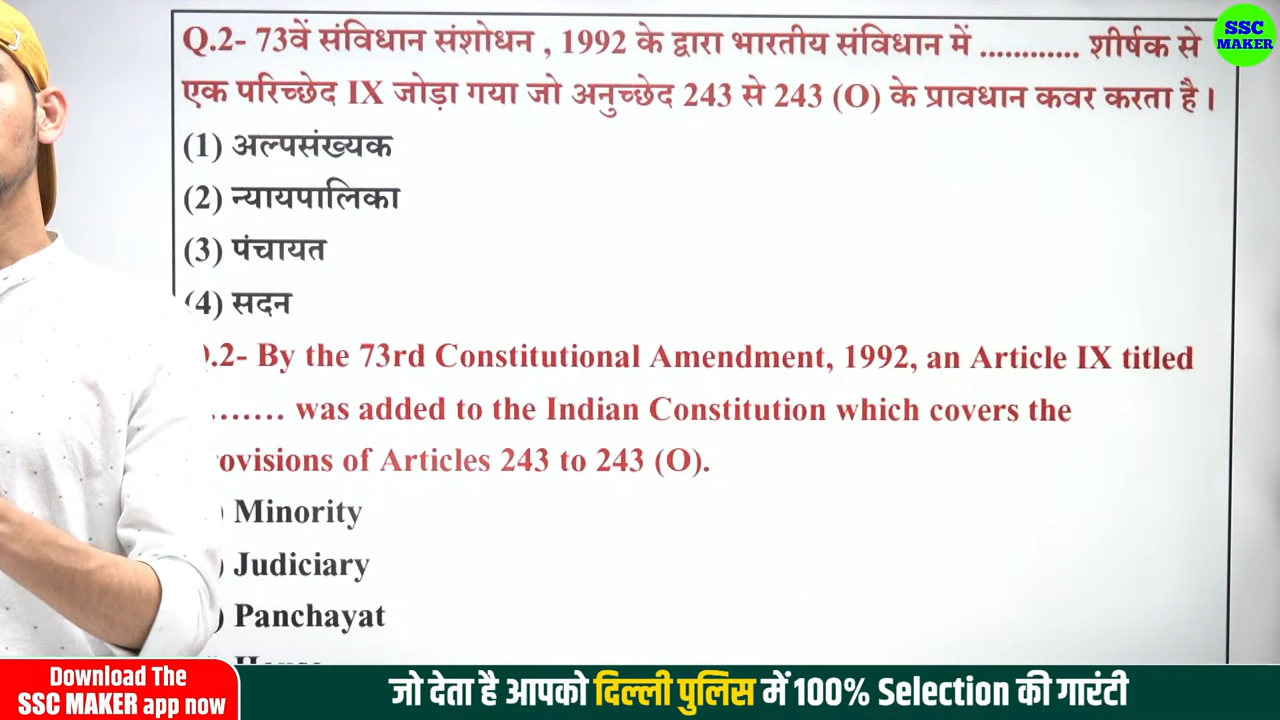 Q.2- 73वें संविधान संशोधन , 1992 के द्वारा भारतीय संविधान में ............ शीर्षक से
एक परिच्छेद IX जोड़ा गया जो अनुच्छेद 243 से 243 (O) के प्रावधान कवर करता है।
(1) अल्पसंख्यक
(2) न्यायपालिका
(3) पंचायत
(4) सदन
.2- By the 73rd Constitutional Amendment, 1992, an Article IX titled
....... was added to the Indian Constitution which covers the
ovisions of Articles 243 to 243 (O).
) Minority
) Judiciary
) Panchayat
SSC
MAKER
Download The
SSC MAKER app now
जो देता है आपको दिल्ली पुलिस में 100% Selection की गारंटी